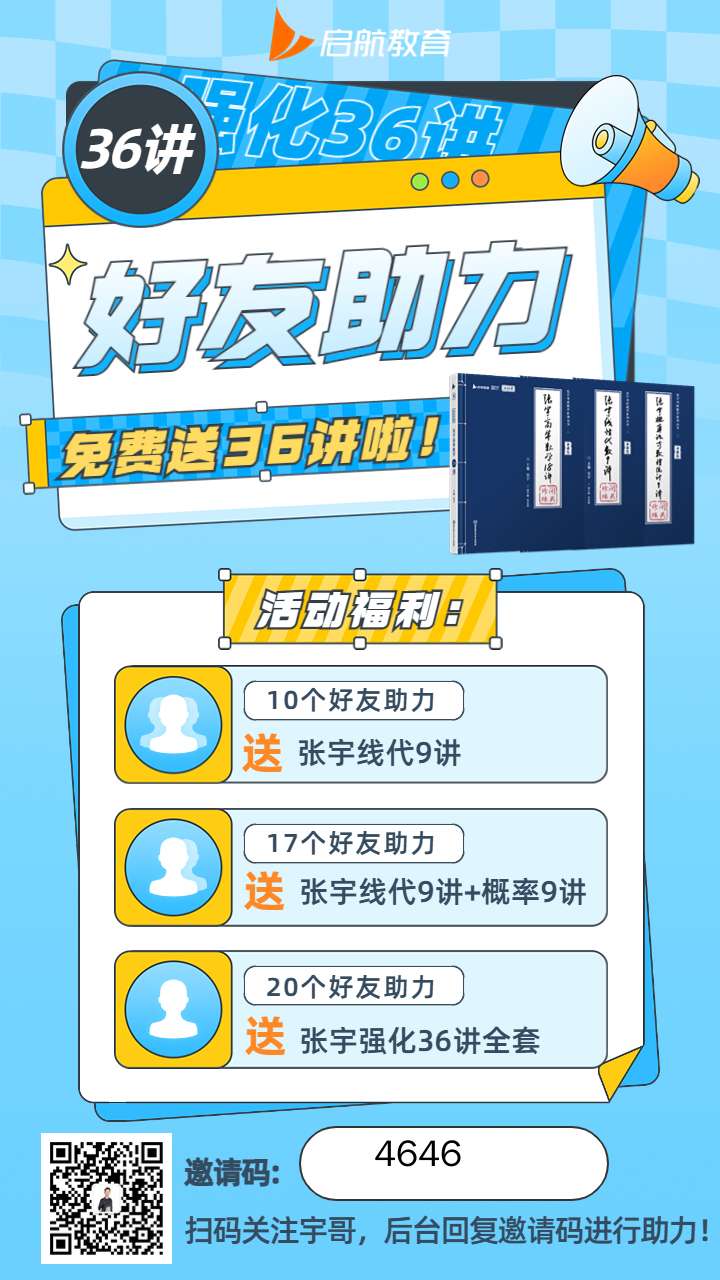 启航教育
强化36讲
36讲
好友助力
免费送36讲啦！
张宇高等数学18讲
张宇线性代数9讲
张宇概率论与数理统计9讲
活动福利：
10个好友助力
送 张宇线代9讲
17个好友助力
送 张宇线代9讲+概率9讲
20个好友助力
送 张宇强化36讲全套
邀请码：
4646
扫码关注宇哥，后台回复邀请码进行助力！